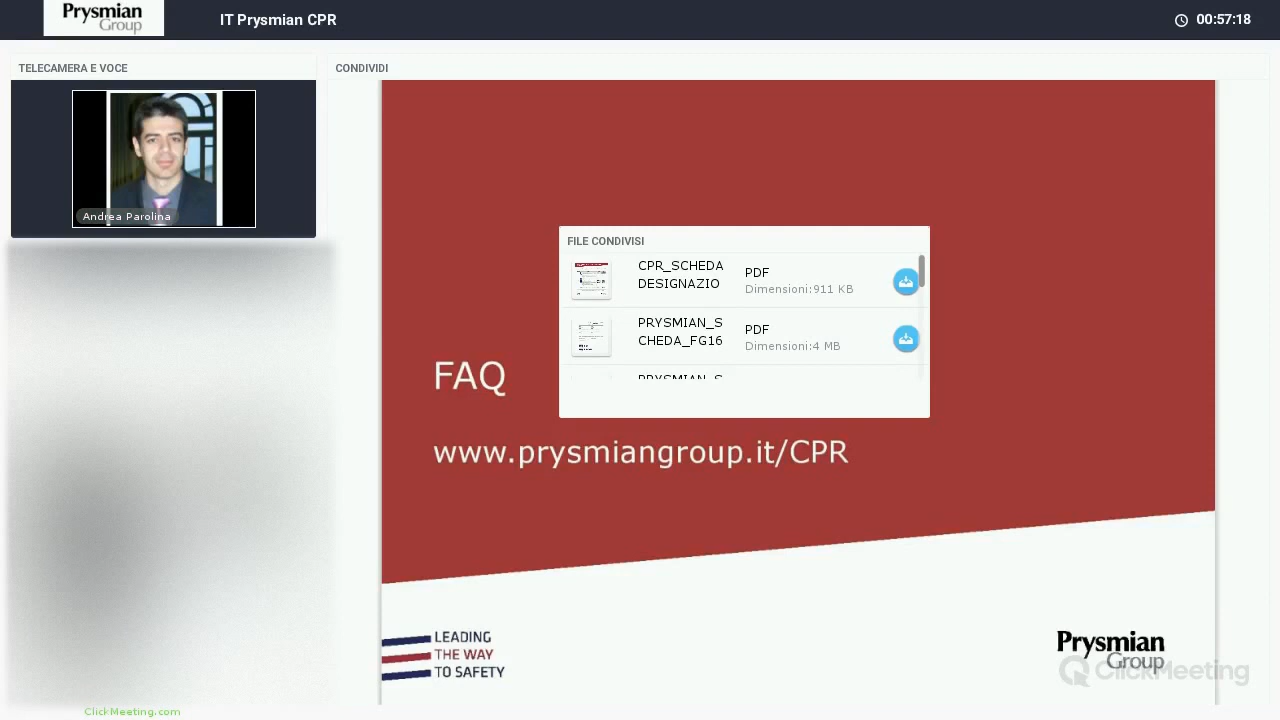 Prysmian
Group
IT Prysmian CPR
00:57:18
TELECAMERA E VOCE
CONDIVIDI
Andrea Parolina
FILE CONDIVISI
CPR_SCHEDA
DESIGNAZIO
PDF
Dimensioni:911 KB
PRYSMIAN_S
CHEDA_FG16
PDF
Dimensioni:4 MB
PRYSMIAN_S
FAQ
www.prysmiangroup.it/CPR
LEADING
THE WAY
TO SAFETY
Prysmian
Group
ClickMeeting
ClickMeeting.com